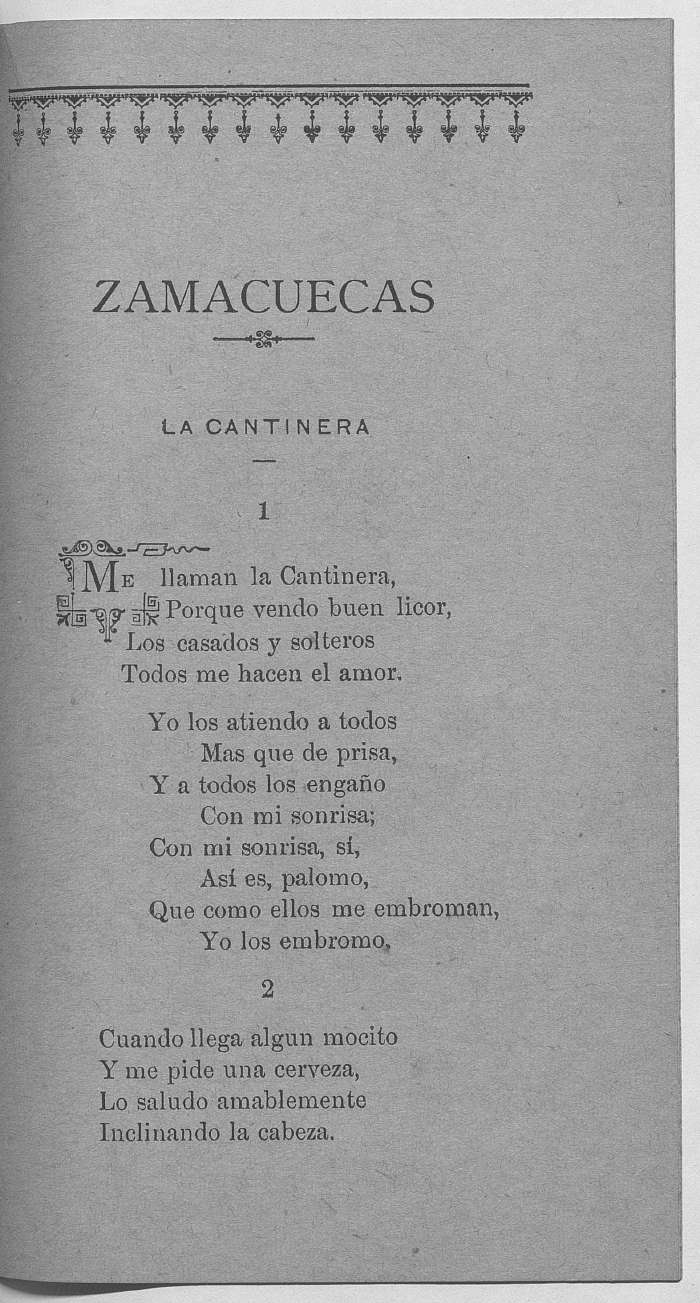 ZAMACUECAS
LA CANTINERA
1
ME llaman la Cantinera,
Porque vendo buen licor,
Los casados y solteros
Todos me hacen el amor.
Yo los atiendo a todos
Mas que de prisa,
Y a todos los engaño
Con mi sonrisa;
Con mi sonrisa, sí,
Así es, palomo,
Que como ellos me embroman,
Yo los embromo.
2
Cuando llega algun mocito
Y me pide una cerveza,
Lo saludo amablemente
Inclinando la cabeza.